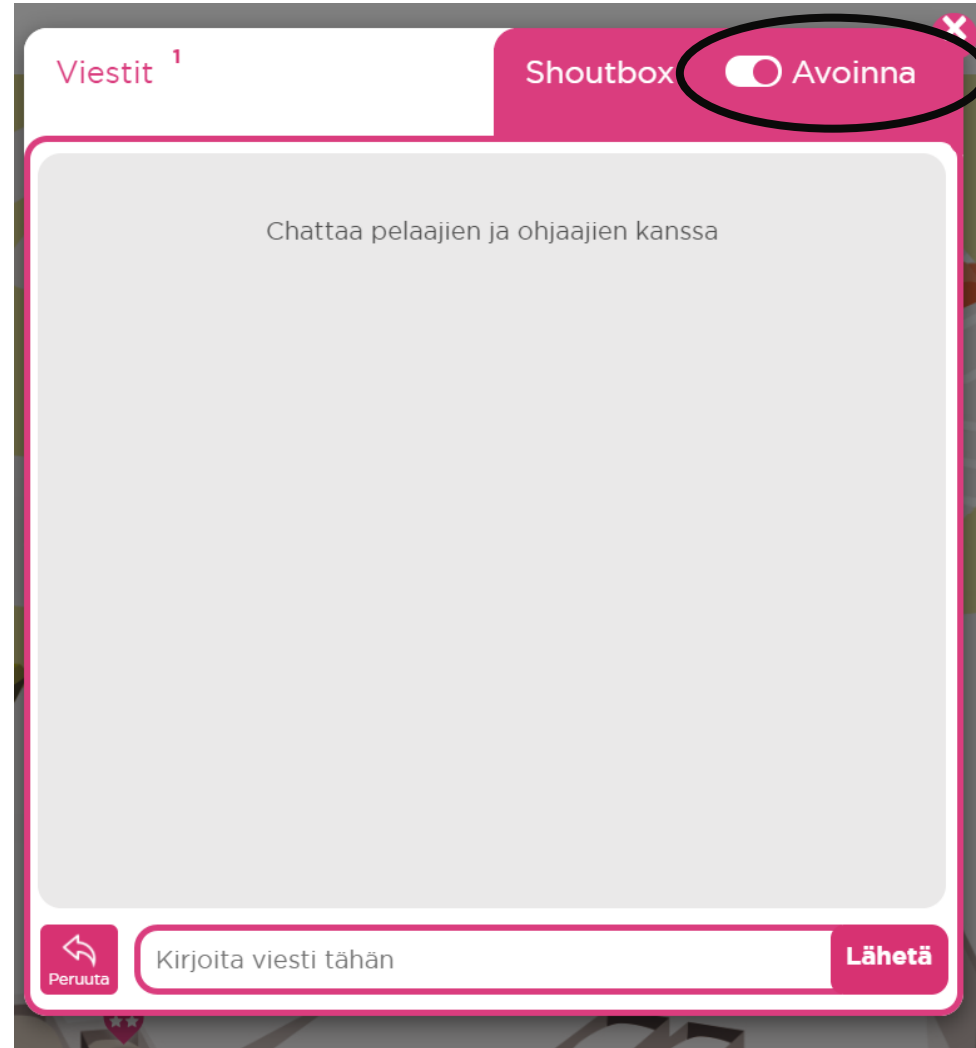 Viestit 1
Shoutbox Avoinna
Chattaa pelaajien ja ohjaajien kanssa
Kirjoita viesti tähän
Lähetä
Peruuta